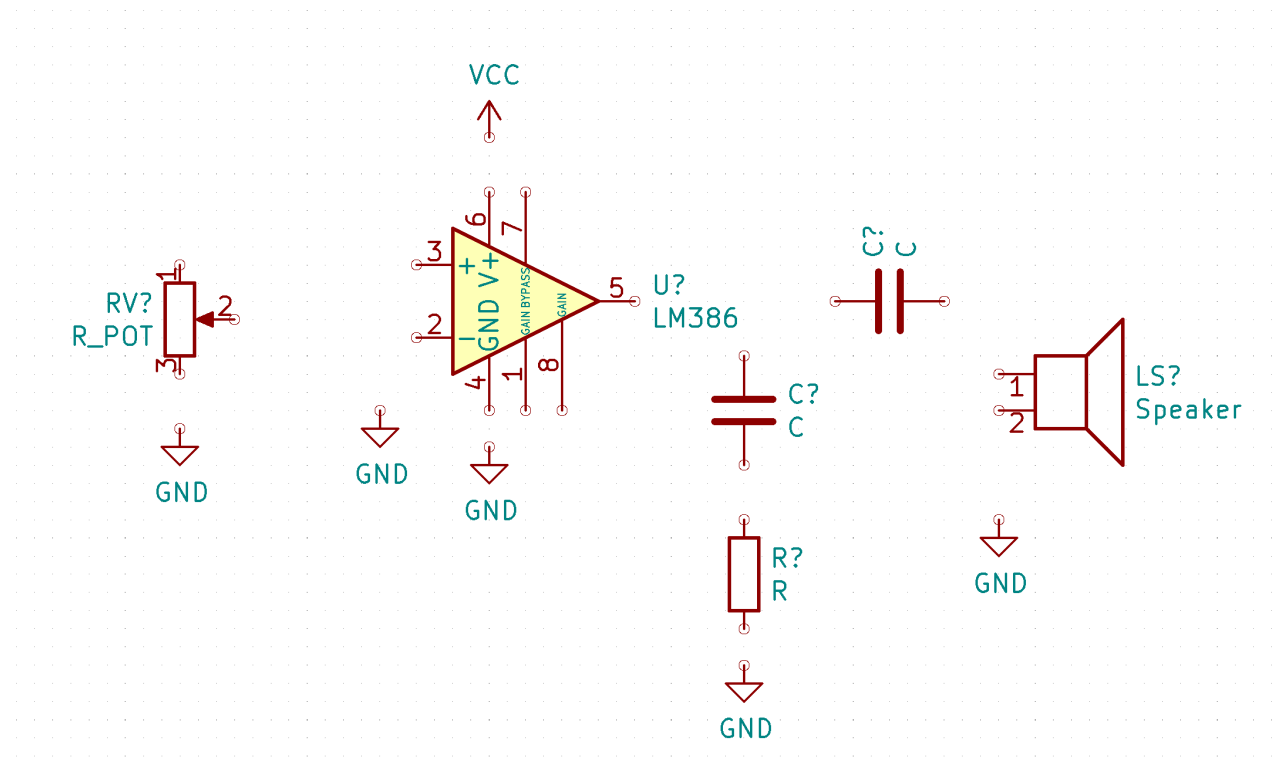 VCC
6
7
C?
C
3
+
V+
1
RV?
R_POT
2
3
GAIN BYPASS
GAIN
5
U?
LM386
2
−
GND
4
1
8
C?
C
1
2
LS?
Speaker
GND
GND
GND
R?
R
GND
GND